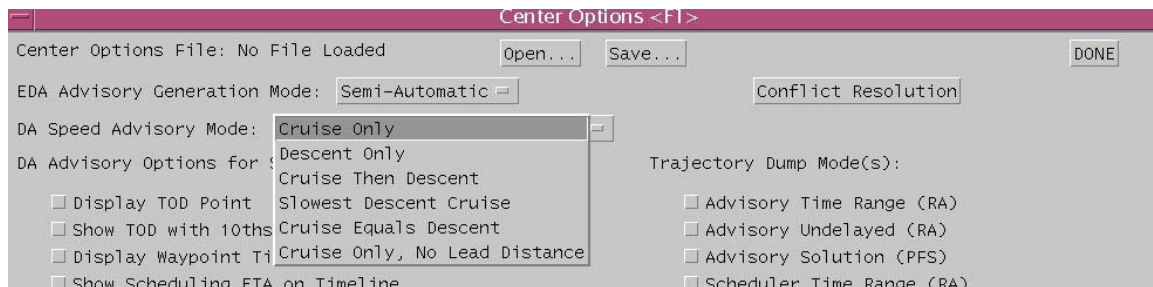 Center Options <F1>
Center Options File: No File Loaded Open... Save... DONE
EDA Advisory Generation Mode: Semi-Automatic Conflict Resolution
DA Speed Advisory Mode: Cruise Only
Descent Only
Cruise Then Descent
Slowest Descent Cruise
Cruise Equals Descent
Cruise Only, No Lead Distance
DA Advisory Options for
Trajectory Dump Mode(s):
Display TOD Point
Advisory Time Range (RA)
Show TOD with 10ths
Advisory Undelayed (RA)
Display Waypoint
Advisory Solution (PFS)
Show Scheduling ETA on Timeline
Scheduler Time Range (RA)